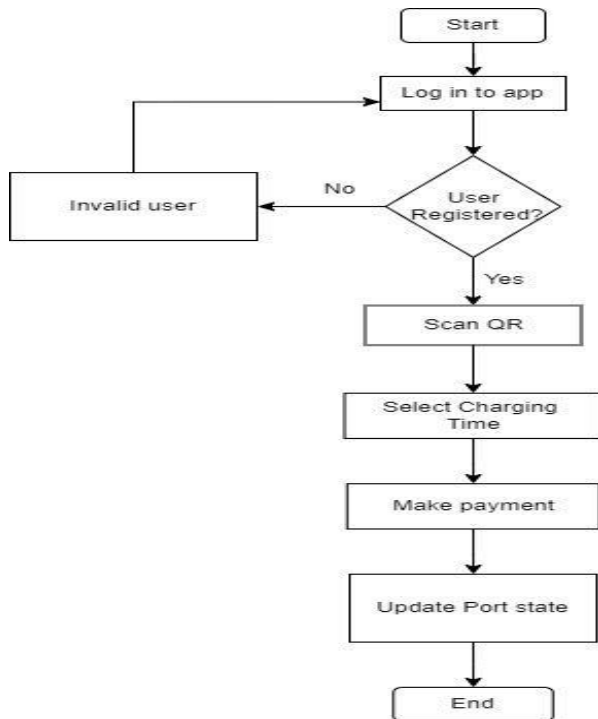 Start
Log in to app
No
Invalid user
User
Registered?
Yes
Scan QR
Select Charging
Time
Make payment
Update Port state
End